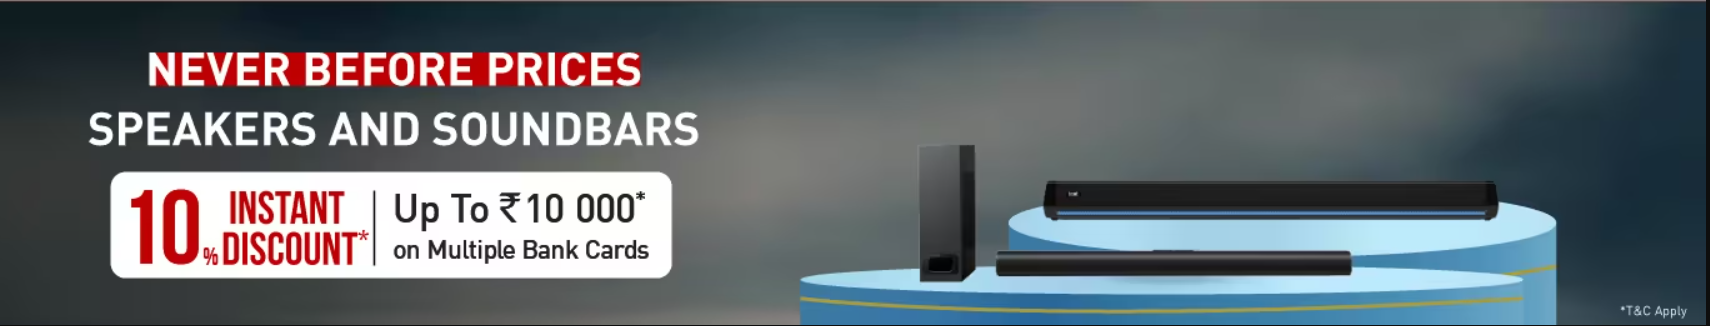 NEVER BEFORE PRICES
SPEAKERS AND SOUNDBARS
10% INSTANT DISCOUNT*
Up To ₹10 000*
on Multiple Bank Cards
*T&C Apply